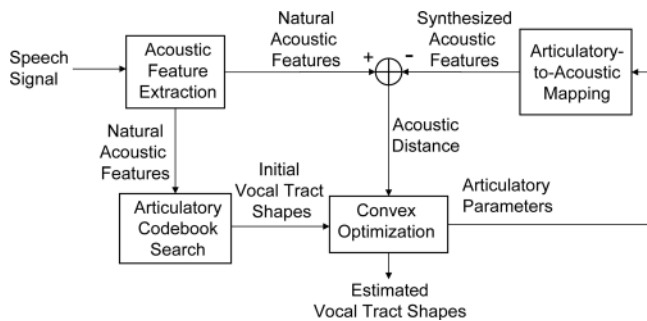 Speech
Signal
Acoustic
Feature
Extraction
Natural
Acoustic
Features
+
-
Synthesized
Acoustic
Features
Articulatory-
to-Acoustic
Mapping
Natural
Acoustic
Features
Acoustic
Distance
Articulatory
Codebook
Search
Initial
Vocal Tract
Shapes
Convex
Optimization
Articulatory
Parameters
Estimated
Vocal Tract Shapes